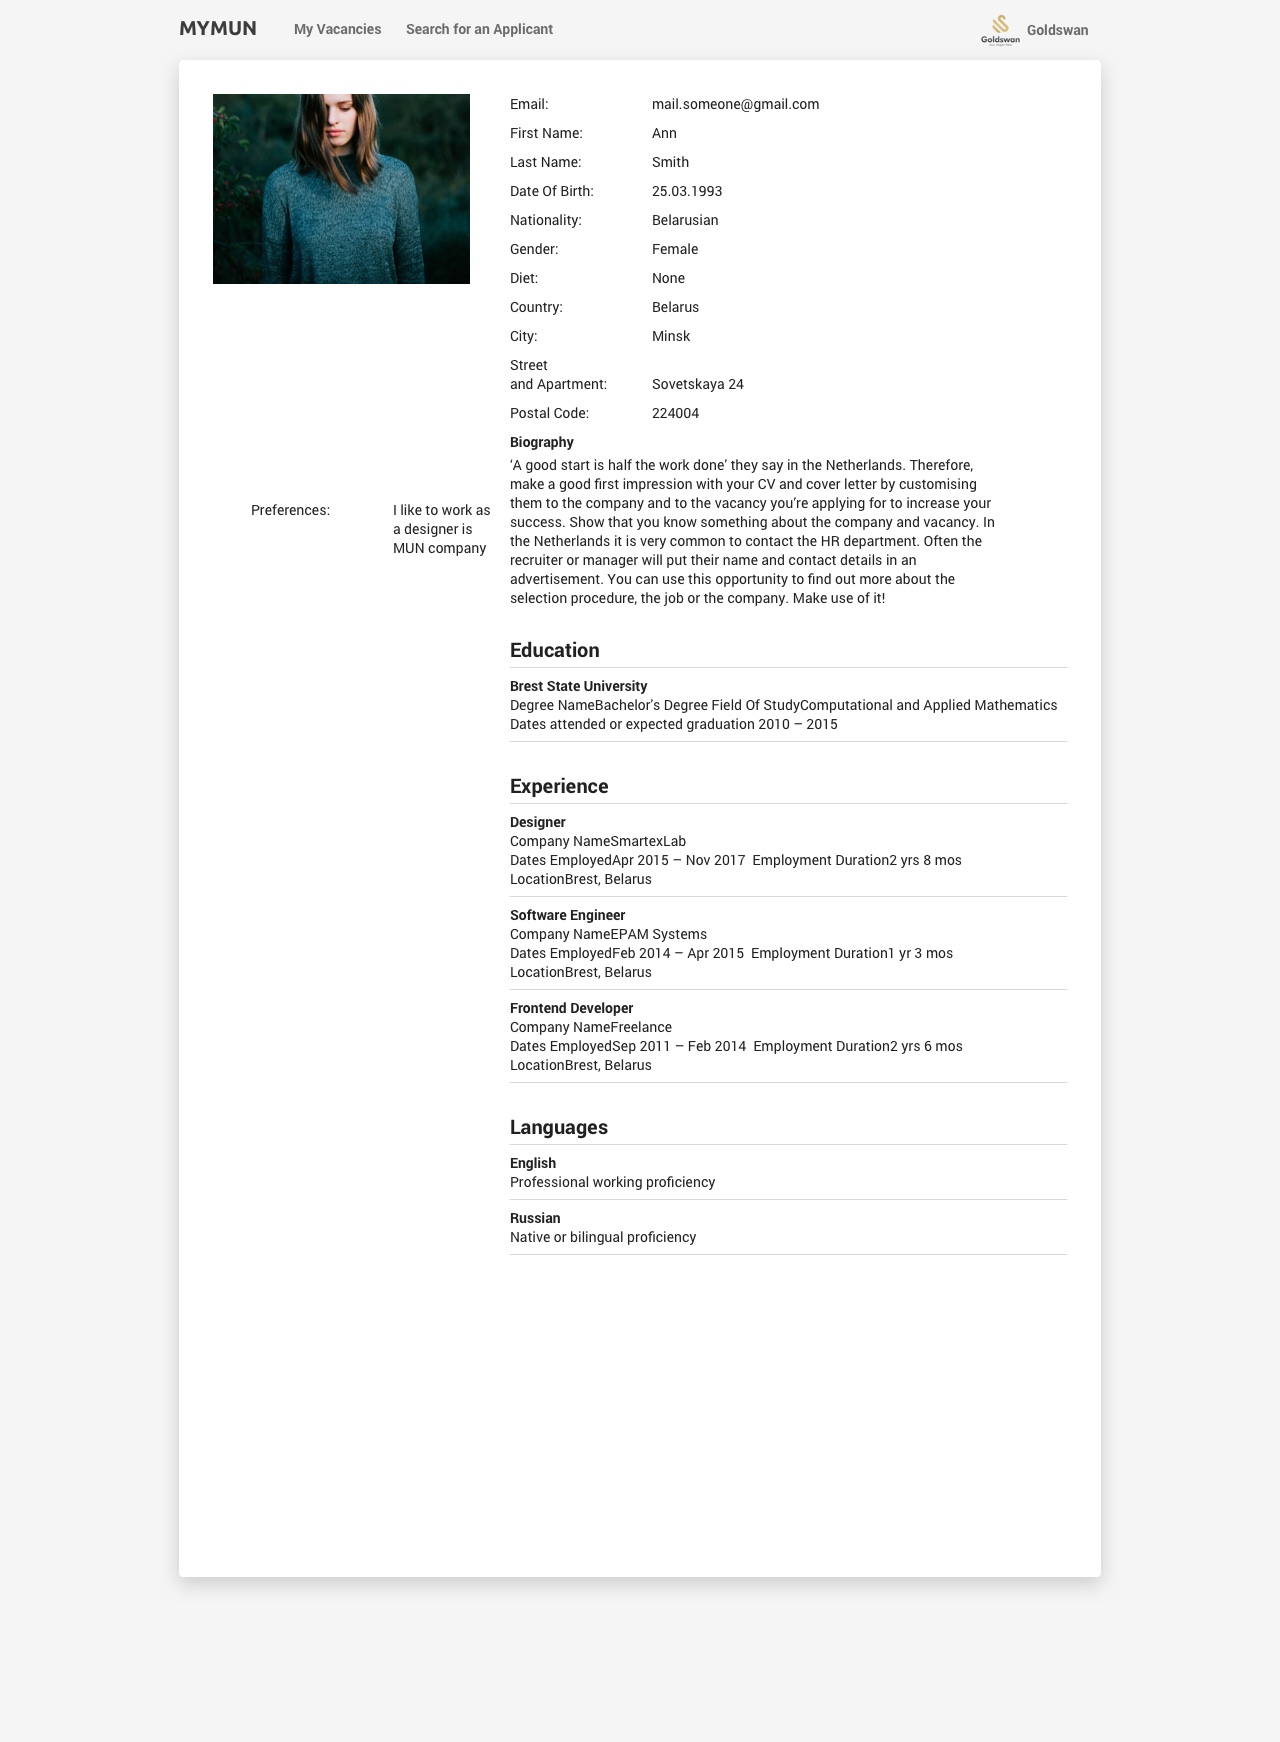 MYMUN
My Vacancies
Search for an Applicant
Goldswan
Goldswan
Email: mail.someone@gmail.com
First Name: Ann
Last Name: Smith
Date Of Birth: 25.03.1993
Nationality: Belarusian
Gender: Female
Diet: None
Country: Belarus
City: Minsk
Street
and Apartment: Sovetskaya 24
Postal Code: 224004
Biography
‘A good start is half the work done’ they say in the Netherlands. Therefore,
make a good first impression with your CV and cover letter by customising
them to the company and to the vacancy you’re applying for to increase your
success. Show that you know something about the company and vacancy. In
the Netherlands it is very common to contact the HR department. Often the
recruiter or manager will put their name and contact details in an
advertisement. You can use this opportunity to find out more about the
selection procedure, the job or the company. Make use of it!
Preferences: I like to work as
a designer is
MUN company
Education
Brest State University
Degree NameBachelor’s Degree Field Of StudyComputational and Applied Mathematics
Dates attended or expected graduation 2010 – 2015
Experience
Designer
Company NameSmartexLab
Dates EmployedApr 2015 – Nov 2017 Employment Duration2 yrs 8 mos
LocationBrest, Belarus
Software Engineer
Company NameEPAM Systems
Dates EmployedFeb 2014 – Apr 2015 Employment Duration1 yr 3 mos
LocationBrest, Belarus
Frontend Developer
Company NameFreelance
Dates EmployedSep 2011 – Feb 2014 Employment Duration2 yrs 6 mos
LocationBrest, Belarus
Languages
English
Professional working proficiency
Russian
Native or bilingual proficiency